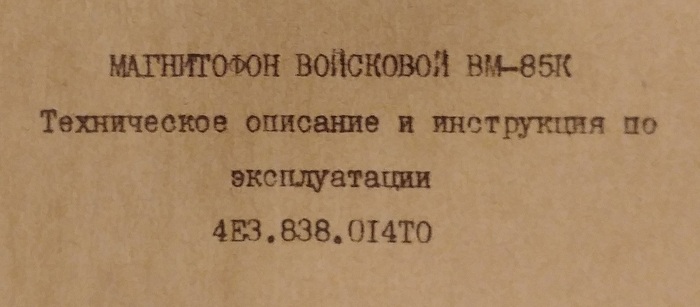 МАГНИТОФОН ВОЙСКОВОЙ ВМ-85К
Техническое описание и инструкция по
эксплуатации
4Е3.838.014ТО